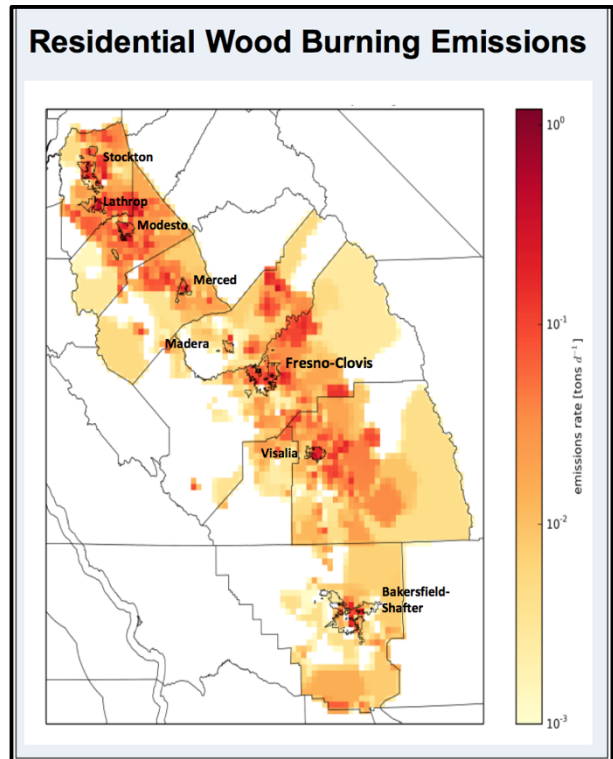 Residential Wood Burning Emissions
Stockton
Lathrop
Modesto
Merced
Madera
Fresno-Clovis
Visalia
Bakersfield-
Shafter
10⁰
10⁻¹
10⁻²
10⁻³
emissions rate [tons d⁻¹]